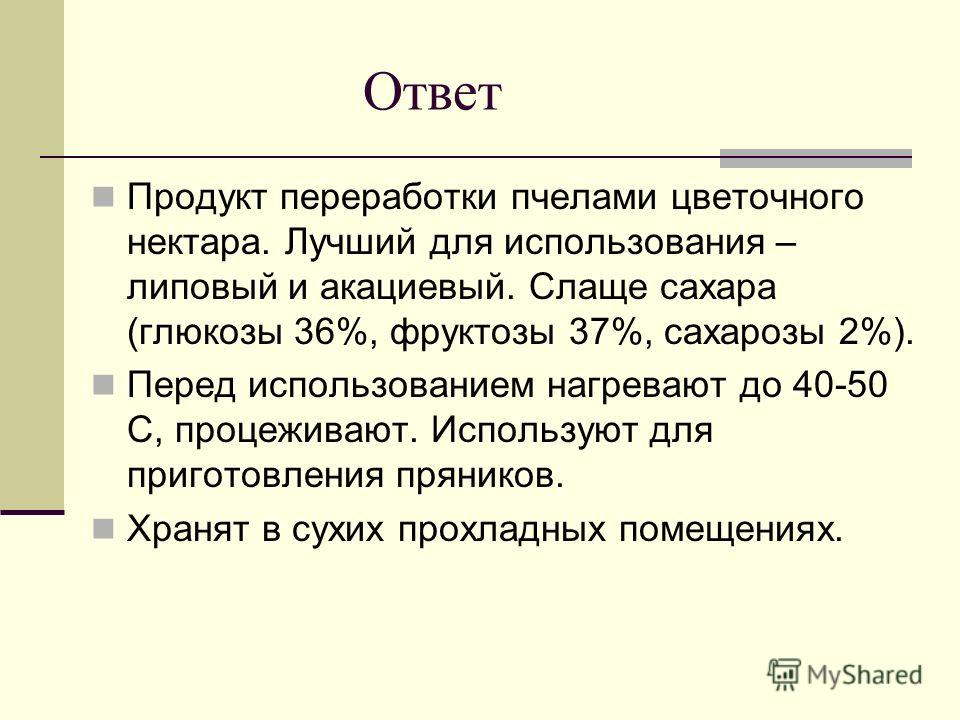 Ответ
Продукт переработки пчелами цветочного
нектара. Лучший для использования –
липовый и акациевый. Слаще сахара
(глюкозы 36%, фруктозы 37%, сахарозы 2%).
Перед использованием нагревают до 40-50
С, процеживают. Используют для
приготовления пряников.
Хранят в сухих прохладных помещениях.
MyShared